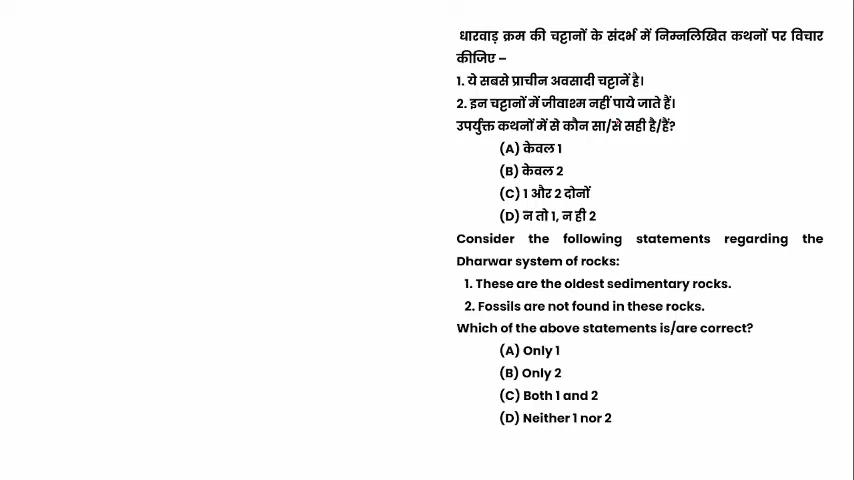 धारवाड़ क्रम की चट्टानों के संदर्भ में निम्नलिखित कथनों पर विचार
कीजिए –
1. ये सबसे प्राचीन अवसादी चट्टानें है।
2. इन चट्टानों में जीवाश्म नहीं पाये जाते हैं।
उपर्युक्त कथनों में से कौन सा/से सही है/हैं?
(A) केवल 1
(B) केवल 2
(C) 1 और 2 दोनों
(D) न तो 1, न ही 2
Consider the following statements regarding the
Dharwar system of rocks:
1. These are the oldest sedimentary rocks.
2. Fossils are not found in these rocks.
Which of the above statements is/are correct?
(A) Only 1
(B) Only 2
(C) Both 1 and 2
(D) Neither 1 nor 2